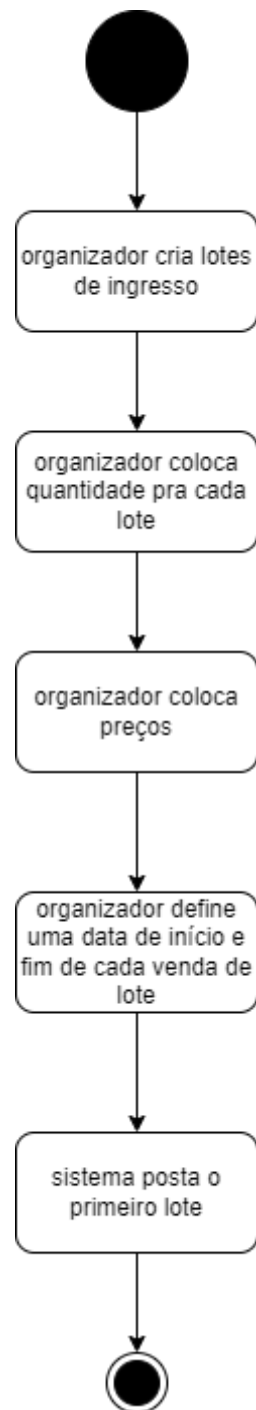 organizador cria lotes
de ingresso
organizador coloca
quantidade pra cada
lote
organizador coloca
preços
organizador define
uma data de início e
fim de cada venda de
lote
sistema posta o
primeiro lote